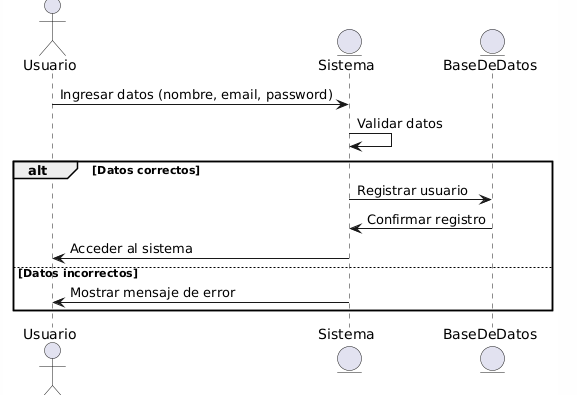 Usuario
Sistema
BaseDeDatos
Ingresar datos (nombre, email, password)
Validar datos
alt
[Datos correctos]
Registrar usuario
Confirmar registro
Acceder al sistema
[Datos incorrectos]
Mostrar mensaje de error
Usuario
Sistema
BaseDeDatos